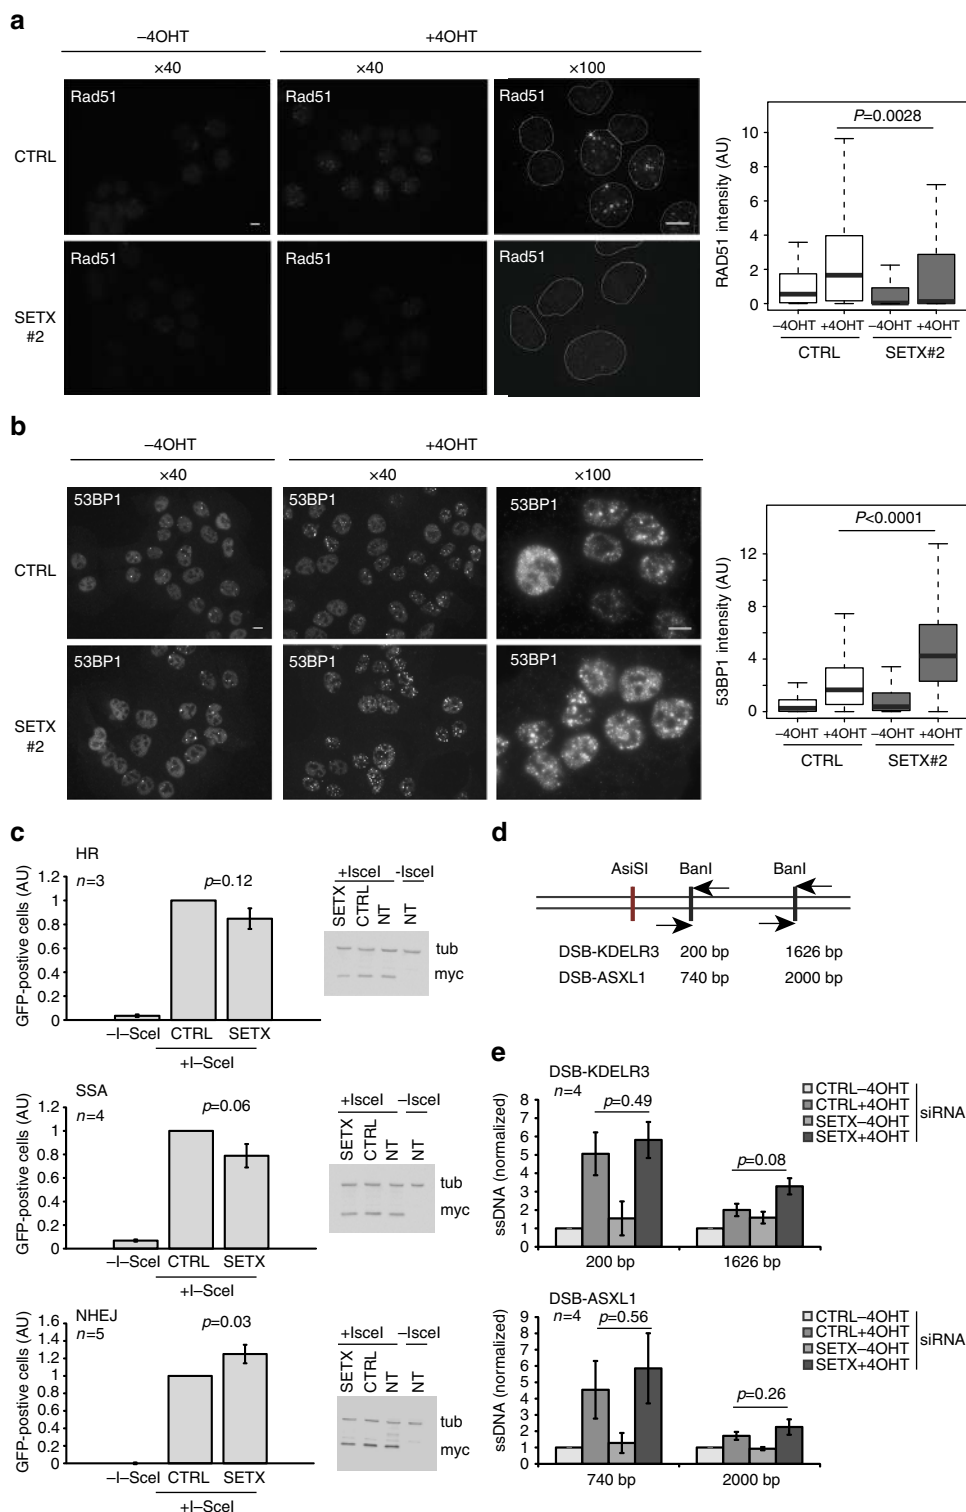 a
–4OHT +4OHT
×40 ×40 ×100
CTRL
Rad51 Rad51 Rad51
SETX
#2
Rad51 Rad51 Rad51
P=0.0028
RAD51 intensity (AU)
10
8
6
4
2
0
–4OHT +4OHT –4OHT +4OHT
CTRL SETX#2
b
–4OHT +4OHT
×40 ×40 ×100
CTRL
53BP1 53BP1 53BP1
SETX
#2
53BP1 53BP1 53BP1
P<0.0001
53BP1 intensity (AU)
12
8
4
0
–4OHT +4OHT –4OHT +4OHT
CTRL SETX#2
c
HR
n=3
p=0.12
GFP-postive cells (AU)
1.2
1
0.8
0.6
0.4
0.2
0
–I–SceI CTRL SETX
+I–SceI
+IsceI -IsceI
SETX CTRL NT NT
tub
myc
SSA
n=4
p=0.06
GFP-postive cells (AU)
1.2
1
0.8
0.6
0.4
0.2
0
–I–SceI CTRL SETX
+I–SceI
+IsceI –IsceI
SETX CTRL NT NT
tub
myc
NHEJ
n=5
p=0.03
GFP-postive cells (AU)
1.6
1.4
1.2
1
0.8
0.6
0.4
0.2
0
–I–SceI CTRL SETX
+I–SceI
+IsceI –IsceI
SETX CTRL NT NT
tub
myc
d
AsiSI BanI BanI
DSB-KDELR3 200 bp 1626 bp
DSB-ASXL1 740 bp 2000 bp
e
DSB-KDELR3
n=4
p=0.49
p=0.08
ssDNA (normalized)
8
7
6
5
4
3
2
1
0
200 bp 1626 bp
CTRL–4OHT
CTRL+4OHT
SETX–4OHT
SETX+4OHT
siRNA
DSB-ASXL1
n=4
p=0.56
p=0.26
ssDNA (normalized)
9
8
7
6
5
4
3
2
1
0
740 bp 2000 bp
CTRL–4OHT
CTRL+4OHT
SETX–4OHT
SETX+4OHT
siRNA